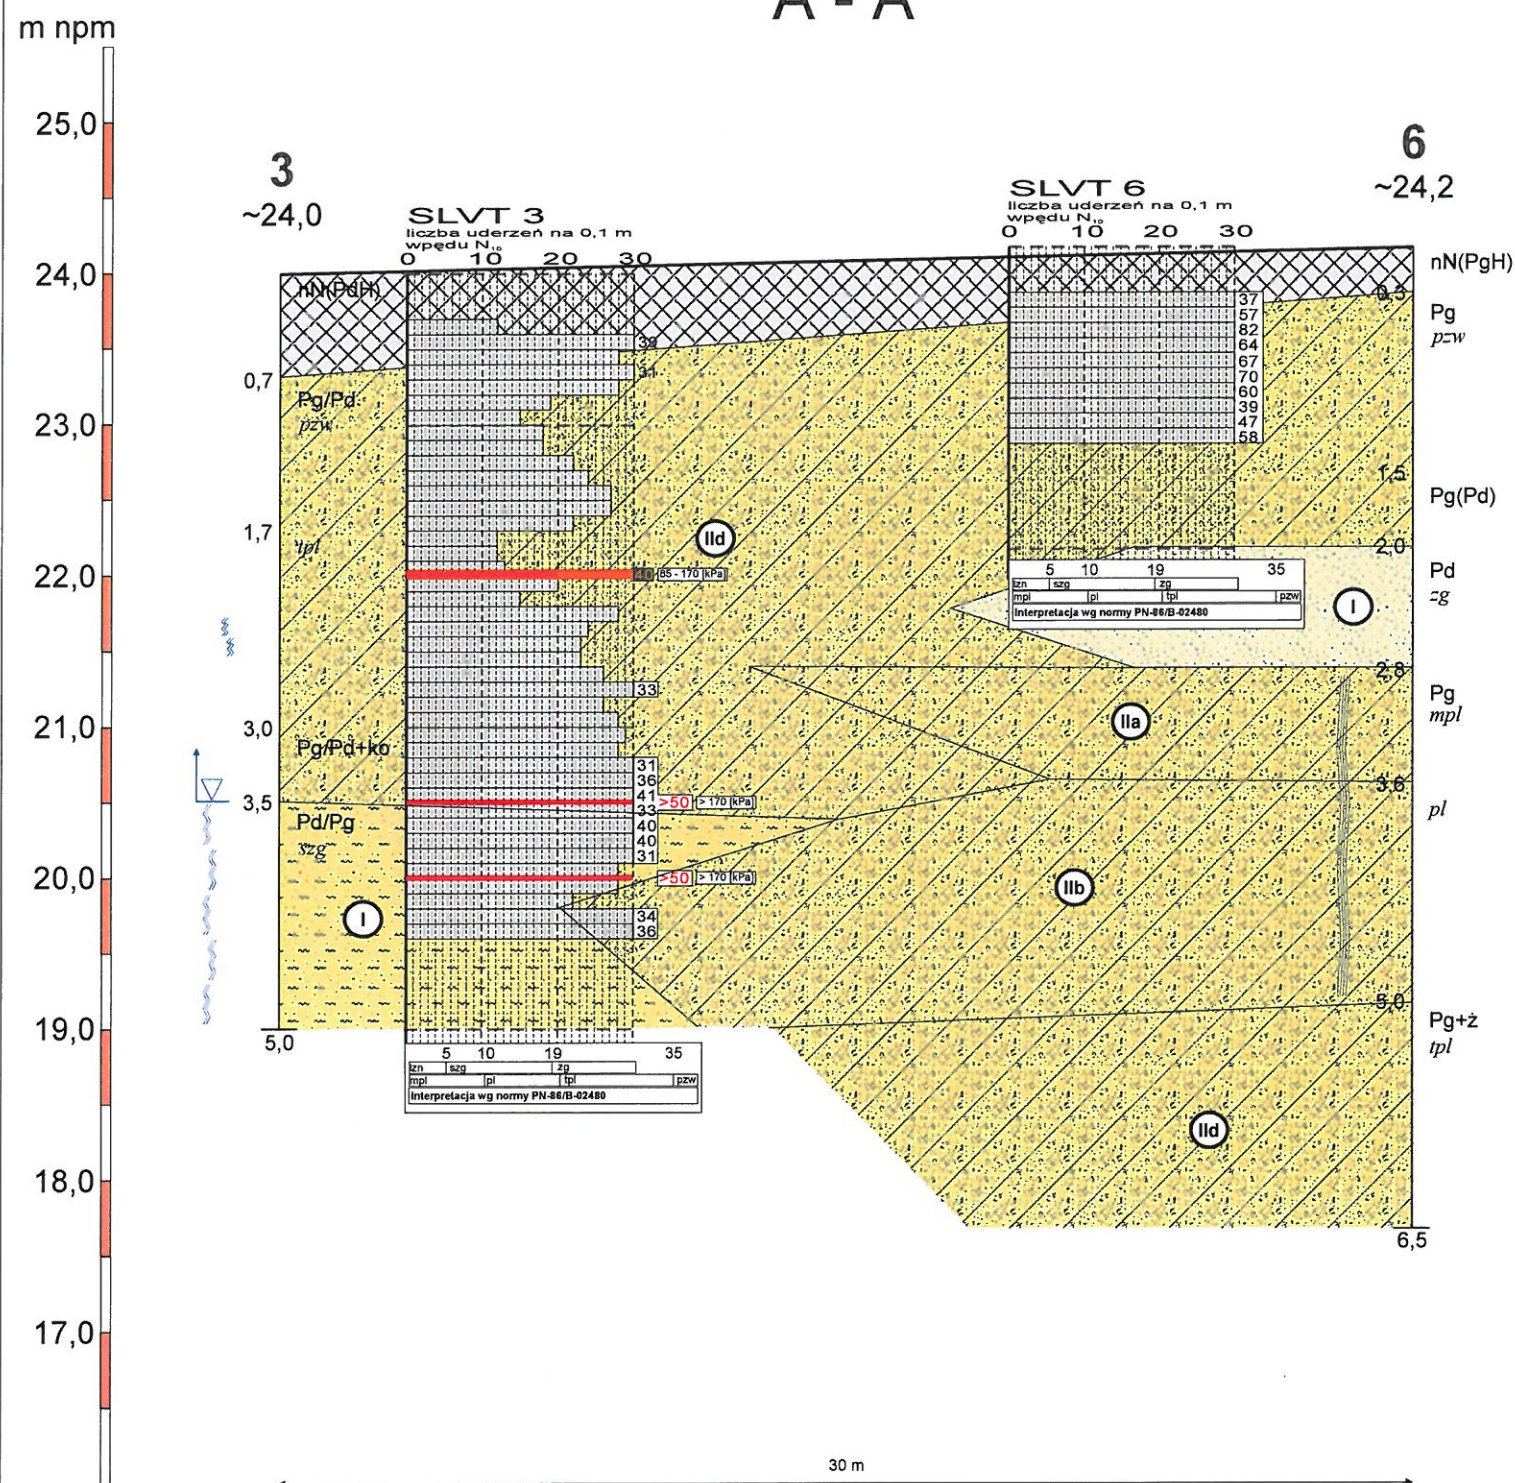 A - A
m npm
25,0
24,0
23,0
22,0
21,0
20,0
19,0
18,0
17,0
3
~24,0
SLVT 3
liczba uderzeń na 0,1 m
wpędu N₁₀
0 10 20 30
nN(PdH)
0,7
Pg/Pd
pzw
1,7
tpl
3,0
Pg/Pd+ko
3,5
Pd/Pg
szg
I
5,0
39
31
40 85 - 170 [kPa]
33
31
36
41
>50 > 170 [kPa]
33
40
40
31
>50 > 170 [kPa]
34
36
5 10 19 35
lzn szg zg
mpl pl tpl pzw
Interpretacja wg normy PN-86/B-02480
IId
6
~24,2
SLVT 6
liczba uderzeń na 0,1 m
wpędu N₁₀
0 10 20 30
37
57
82
64
67
70
60
39
47
58
5 10 19 35
lzn szg zg
mpl pl tpl pzw
Interpretacja wg normy PN-86/B-02480
nN(PgH)
0,3
Pg
pzw
1,5
Pg(Pd)
2,0
Pd
zg
I
2,8
Pg
mpl
IIa
3,6
pl
IIb
5,0
Pg+ż
tpl
IId
6,5
30 m